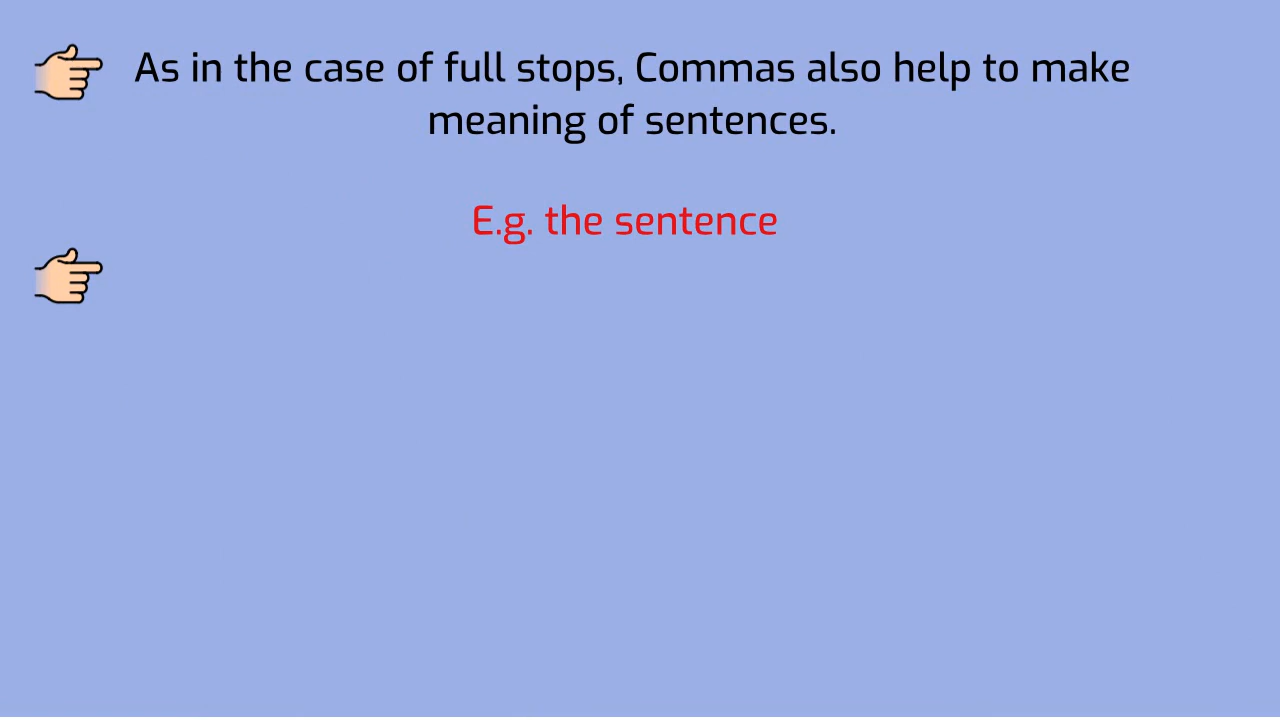 As in the case of full stops, Commas also help to make
meaning of sentences.
E.g. the sentence